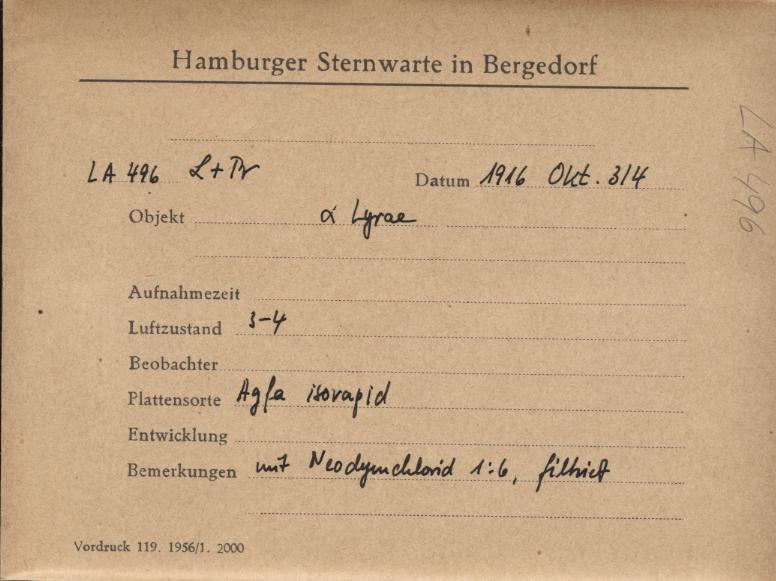 Hamburger Sternwarte in Bergedorf
LA 496 L+Pr Datum 1916 Okt. 3/4
Objekt α Lyrae
Aufnahmezeit
Luftzustand 3-4
Beobachter
Plattensorte Agfa isorapid
Entwicklung
Bemerkungen mit Neodymchlorid 1:6, filtriert
Vordruck 119. 1956/1. 2000
LA 496